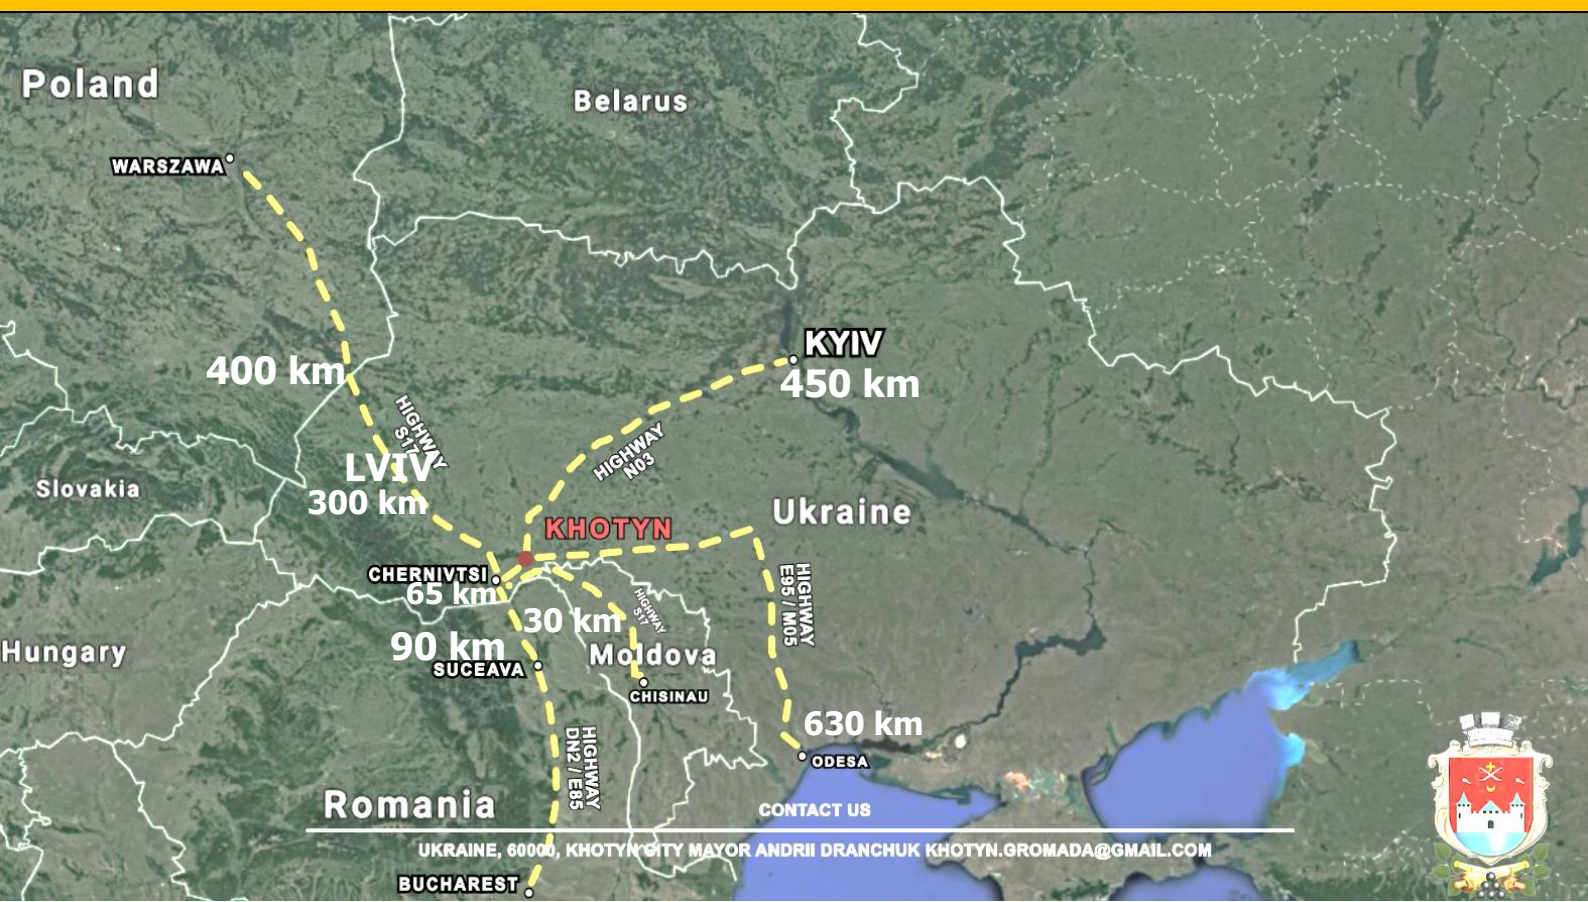 Poland
Belarus
WARSZAWA
KYIV
450 km
400 km
HIGHWAY
S17
HIGHWAY
N03
LVIV
300 km
Slovakia
Ukraine
KHOTYN
CHERNIVTSI
65 km
HIGHWAY
E95 / M05
HIGHWAY
S17
30 km
90 km
Hungary
Moldova
SUCEAVA
CHISINAU
630 km
ODESA
HIGHWAY
DN2 / E85
Romania
CONTACT US
UKRAINE, 60000, KHOTYN CITY MAYOR ANDRII DRANCHUK KHOTYN.GROMADA@GMAIL.COM
BUCHAREST